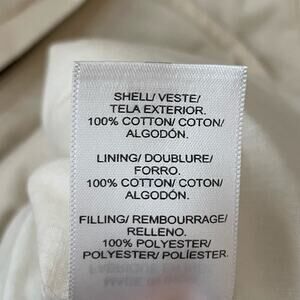 SHELL/ VESTE/
TELA EXTERIOR.
100% COTTON/ COTON/
ALGODÓN.
LINING/ DOUBLURE/
FORRO.
100% COTTON/ COTON/
ALGODÓN.
FILLING/ REMBOURRAGE/
RELLENO.
100% POLYESTER/
POLYESTER/ POLIÉSTER.